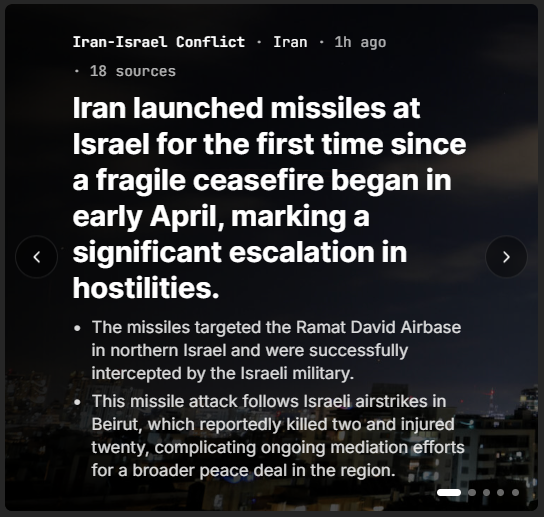 Iran-Israel Conflict · Iran · 1h ago
· 18 sources
Iran launched missiles at
Israel for the first time since
a fragile ceasefire began in
early April, marking a
significant escalation in
hostilities.
• The missiles targeted the Ramat David Airbase
in northern Israel and were successfully
intercepted by the Israeli military.
• This missile attack follows Israeli airstrikes in
Beirut, which reportedly killed two and injured
twenty, complicating ongoing mediation efforts
for a broader peace deal in the region.